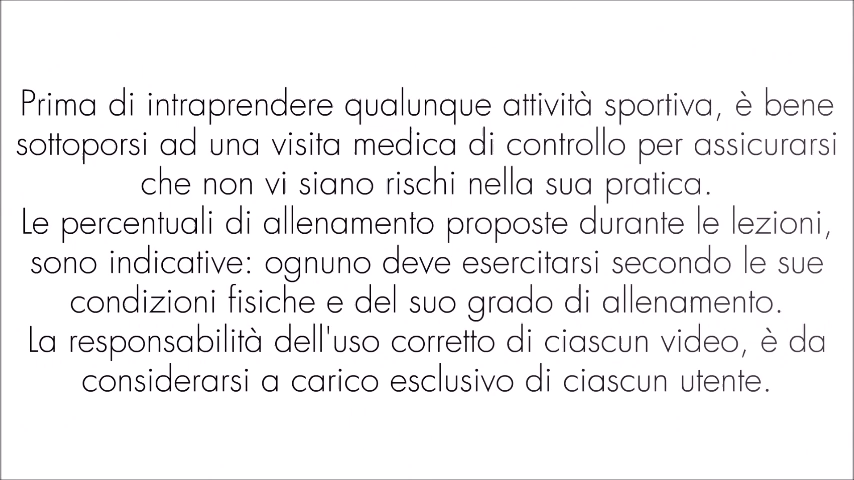 Prima di intraprendere qualunque attività sportiva, è bene
sottoporsi ad una visita medica di controllo per assicurarsi
che non vi siano rischi nella sua pratica.
Le percentuali di allenamento proposte durante le lezioni,
sono indicative: ognuno deve esercitarsi secondo le sue
condizioni fisiche e del suo grado di allenamento.
La responsabilità dell'uso corretto di ciascun video, è da
considerarsi a carico esclusivo di ciascun utente.